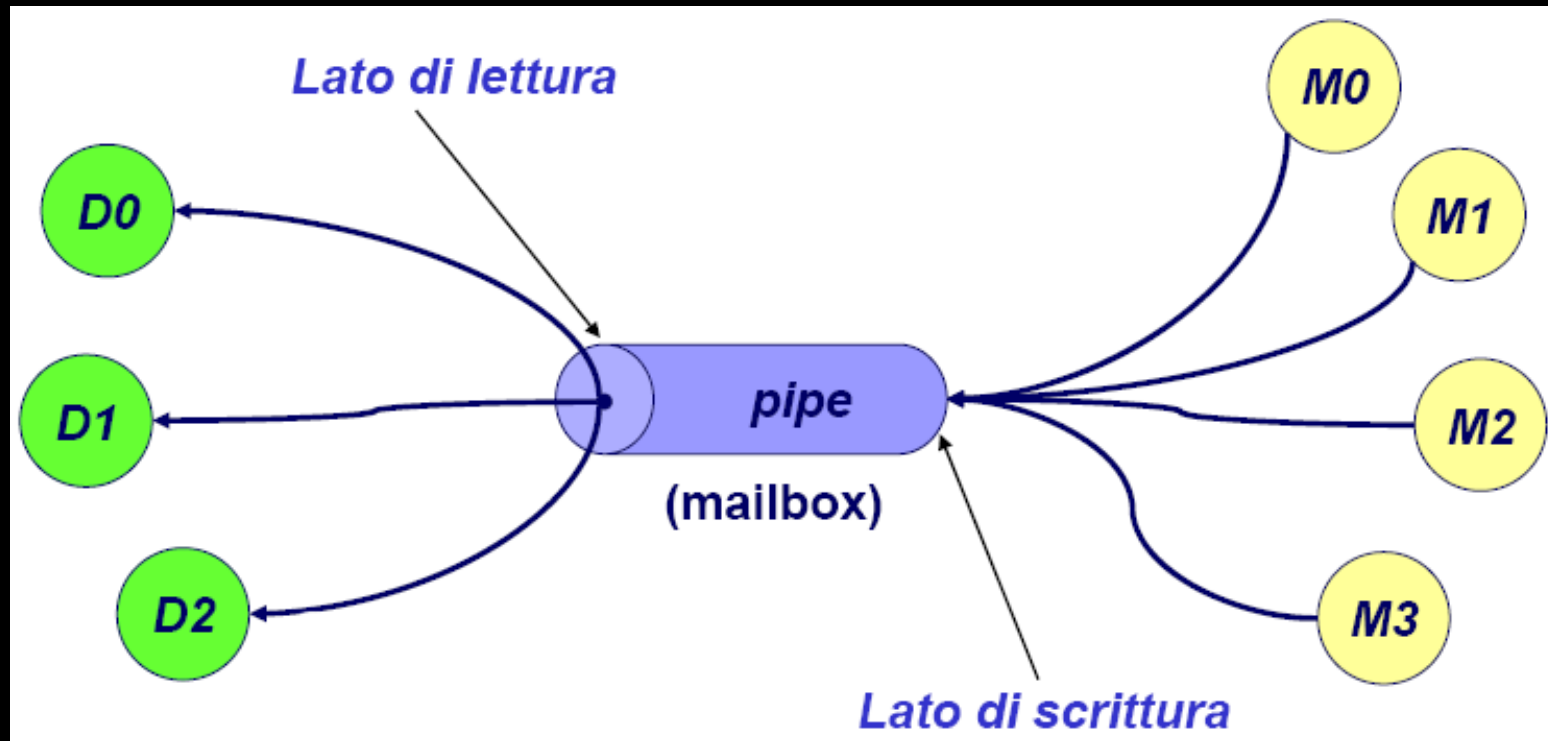 Lato di lettura
M0
D0
M1
pipe
D1
M2
(mailbox)
D2
M3
Lato di scrittura